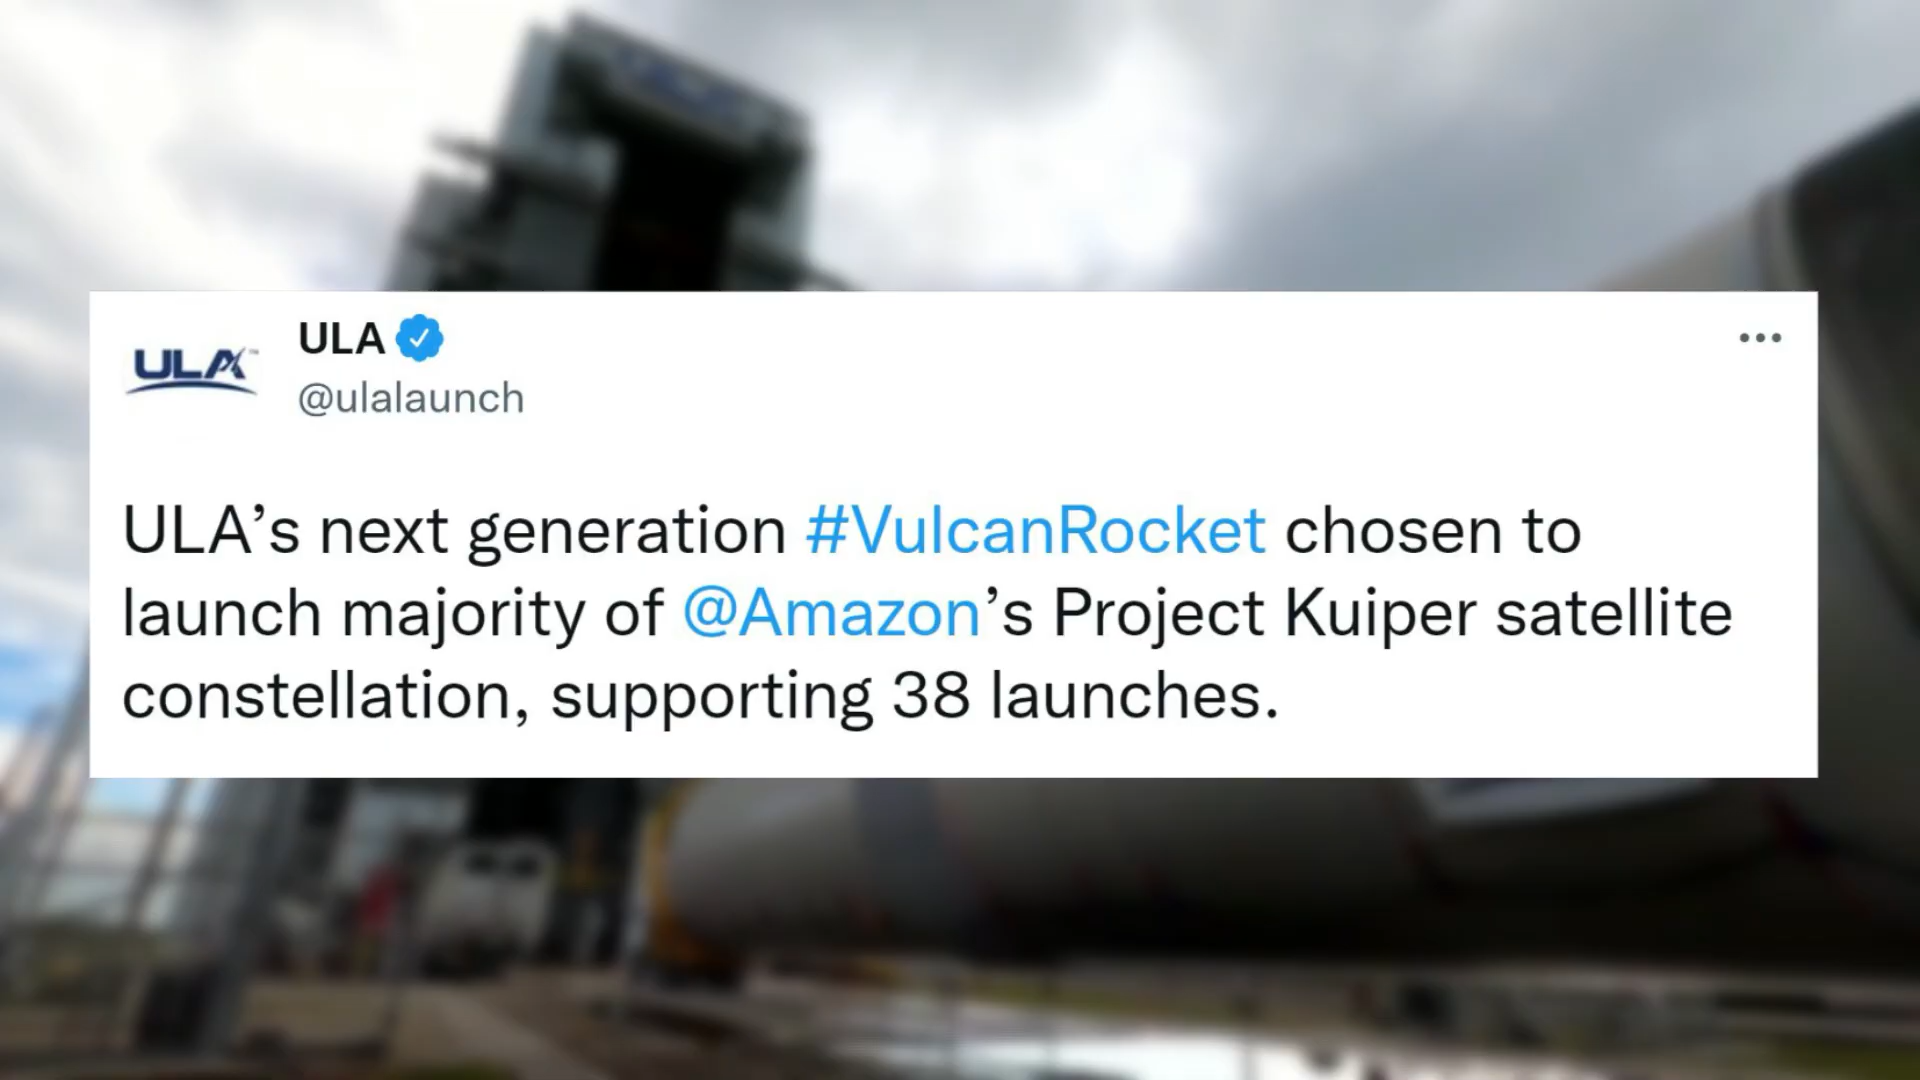 ULA
ULA
@ulalaunch
ULA’s next generation #VulcanRocket chosen to
launch majority of @Amazon’s Project Kuiper satellite
constellation, supporting 38 launches.